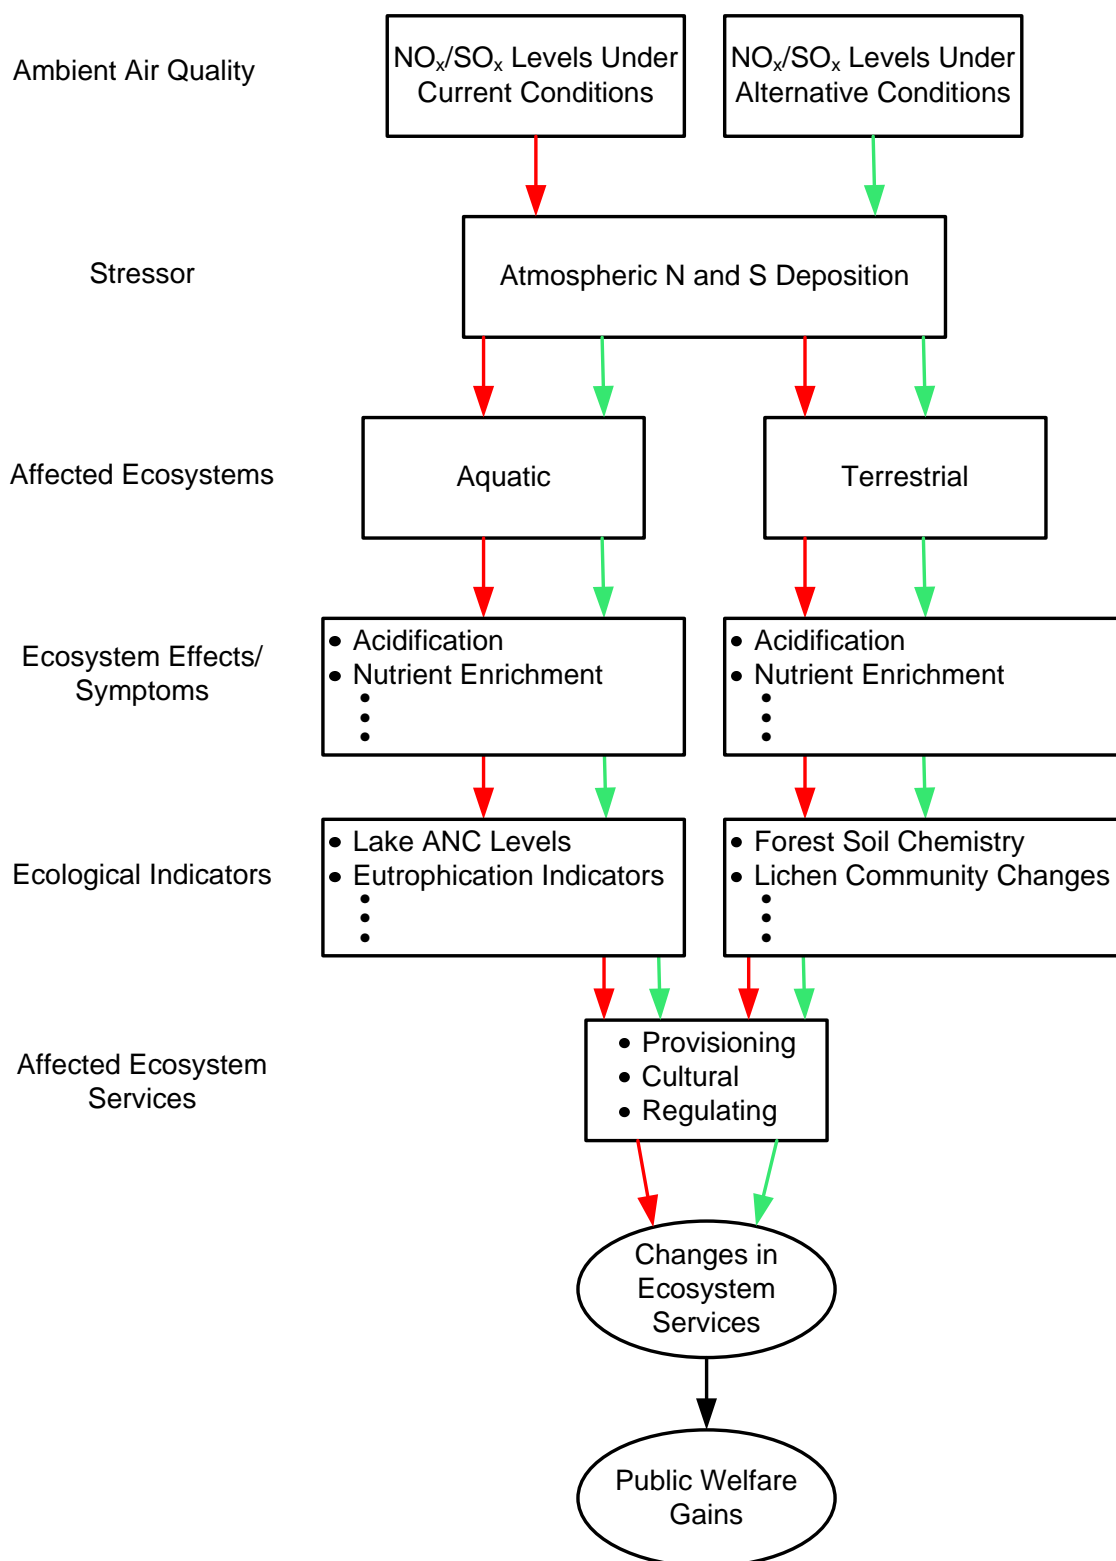 Ambient Air Quality
NOx/SOx Levels Under
Current Conditions
NOx/SOx Levels Under
Alternative Conditions
Stressor
Atmospheric N and S Deposition
Affected Ecosystems
Aquatic
Terrestrial
Ecosystem Effects/
Symptoms
• Acidification
• Nutrient Enrichment
• Acidification
• Nutrient Enrichment
Ecological Indicators
• Lake ANC Levels
• Eutrophication Indicators
• Forest Soil Chemistry
• Lichen Community Changes
Affected Ecosystem
Services
• Provisioning
• Cultural
• Regulating
Changes in
Ecosystem
Services
Public Welfare
Gains